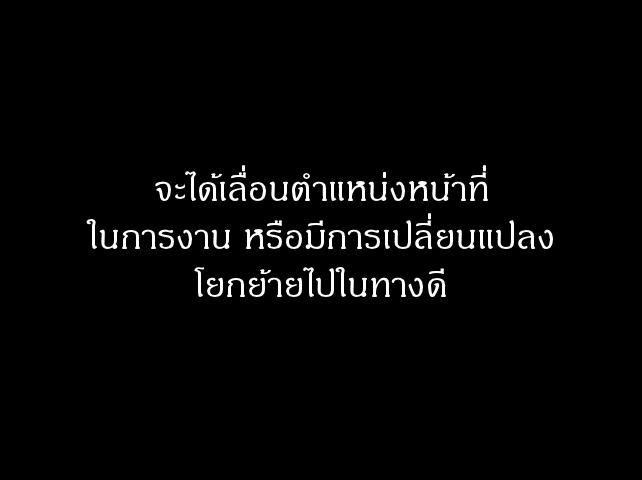 จะได้เลื่อนตำแหน่งหน้าที่
ในการงาน หรือมีการเปลี่ยนแปลง
โยกย้ายไปในทางดี